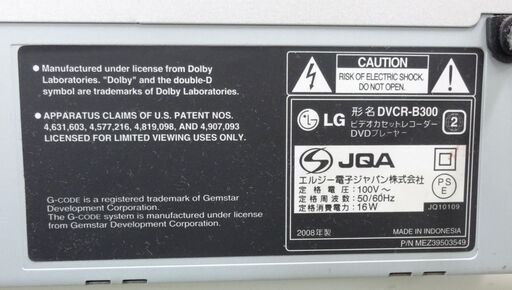 ● Manufactured under license from Dolby
Laboratories. "Dolby" and the double-D
symbol are trademarks of Dolby Laboratories.
● APPARATUS CLAIMS OF U.S. PATENT NOS.
4,631,603, 4,577,216, 4,819,098, AND 4,907,093
LICENSED FOR LIMITED VIEWING USES ONLY.
G-CODE is a registered trademark of Gemstar
Development Corporation.
The G-CODE system is manufactured under
license from Gemstar Development Corporation.
CAUTION
RISK OF ELECTRIC SHOCK,
DO NOT OPEN.
LG 形名 DVCR-B300
ビデオカセットレコーダー
DVDプレーヤー
2
JQA
エルジー電子ジャパン株式会社
定格電圧: 100V～
定格周波数: 50/60Hz
定格消費電力: 16W
PS
E
JQ10109
2008年製
MADE IN INDONESIA
P/N MEZ39503549